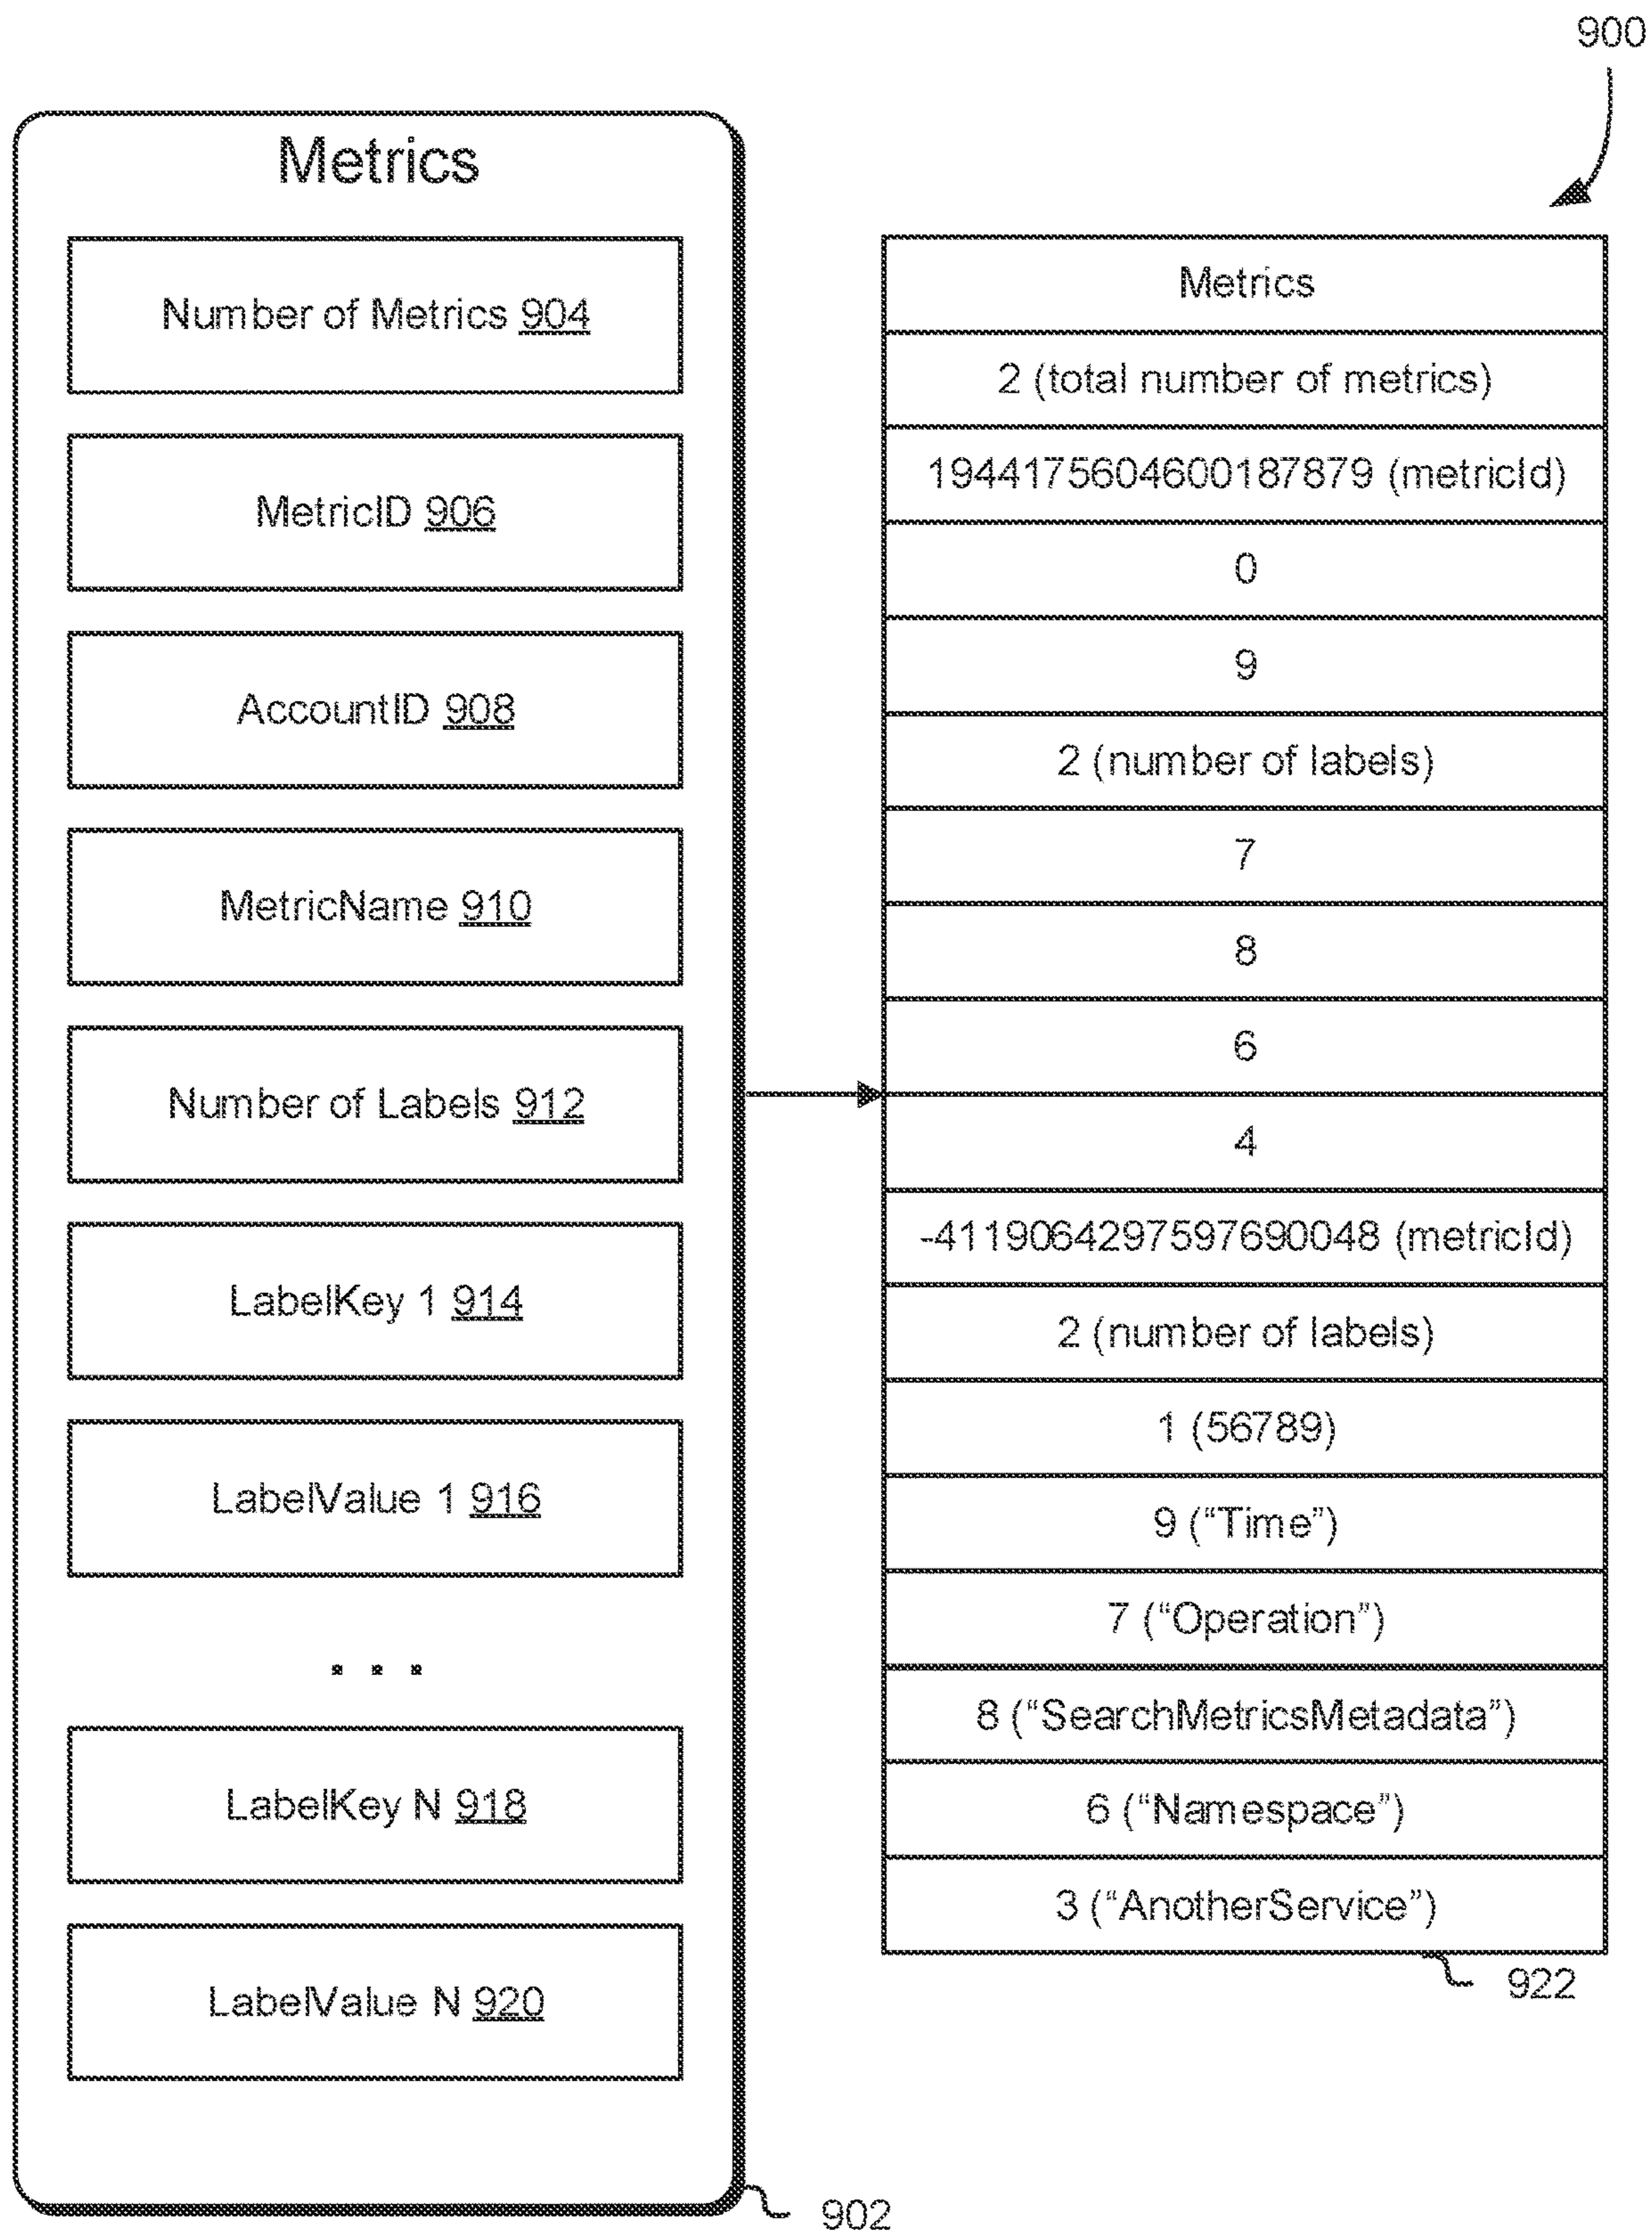 900
Metrics
Number of Metrics 904
MetricID 906
AccountID 908
MetricName 910
Number of Labels 912
LabelKey 1 914
LabelValue 1 916
. . .
LabelKey N 918
LabelValue N 920
902
Metrics
2 (total number of metrics)
1944175604600187879 (metricId)
0
9
2 (number of labels)
7
8
6
4
-4119064297597690048 (metricId)
2 (number of labels)
1 (56789)
9 (“Time”)
7 (“Operation”)
8 (“SearchMetricsMetadata”)
6 (“Namespace”)
3 (“AnotherService”)
922